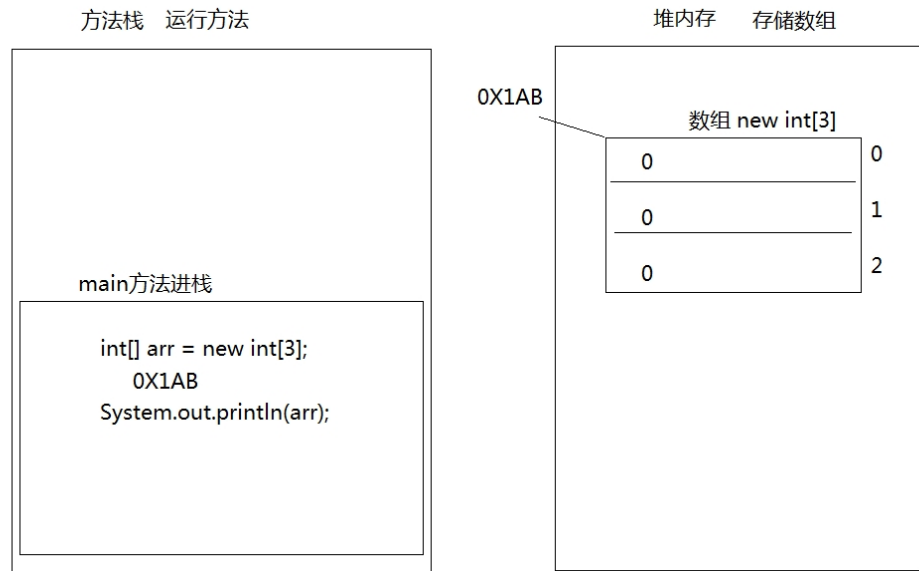 方法栈 运行方法
main方法进栈
int[] arr = new int[3];
0X1AB
System.out.println(arr);
堆内存 存储数组
0X1AB
数组 new int[3]
0 0
0 1
0 2